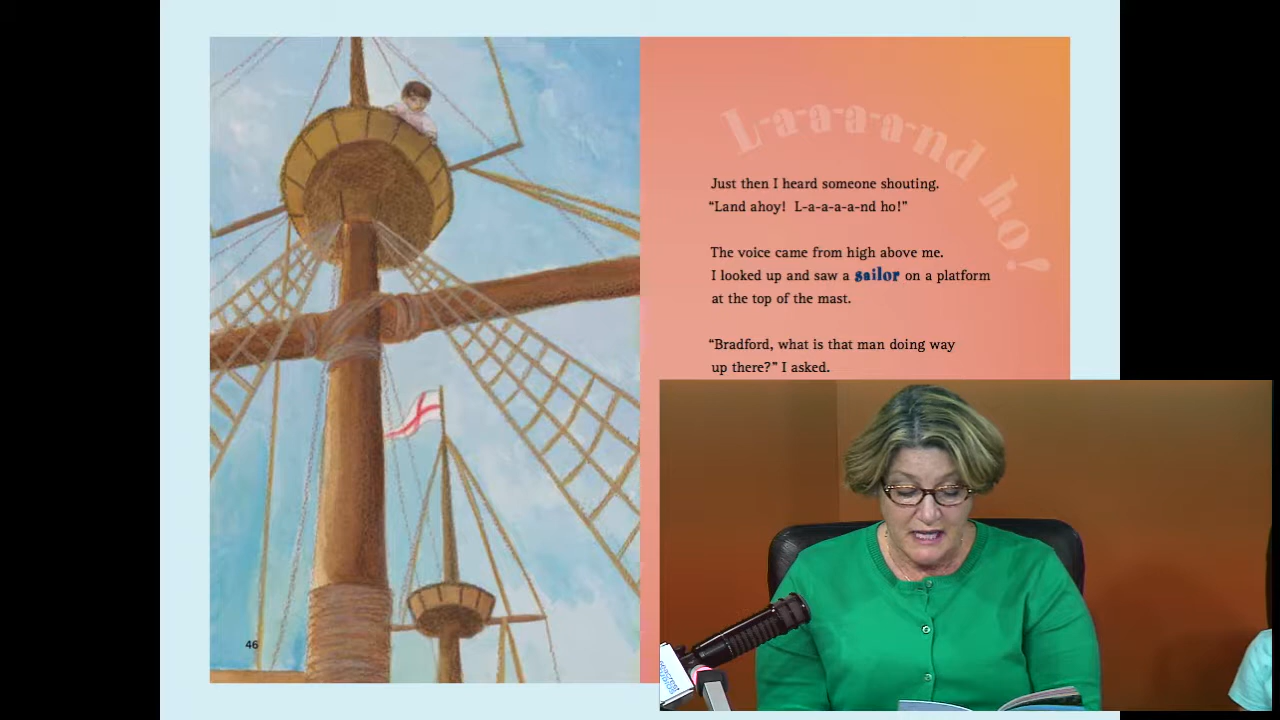 L-a-a-a-a-nd ho!
Just then I heard someone shouting.
“Land ahoy!  L-a-a-a-a-nd ho!”
The voice came from high above me.
I looked up and saw a sailor on a platform
at the top of the mast.
“Bradford, what is that man doing way
up there?” I asked.
46